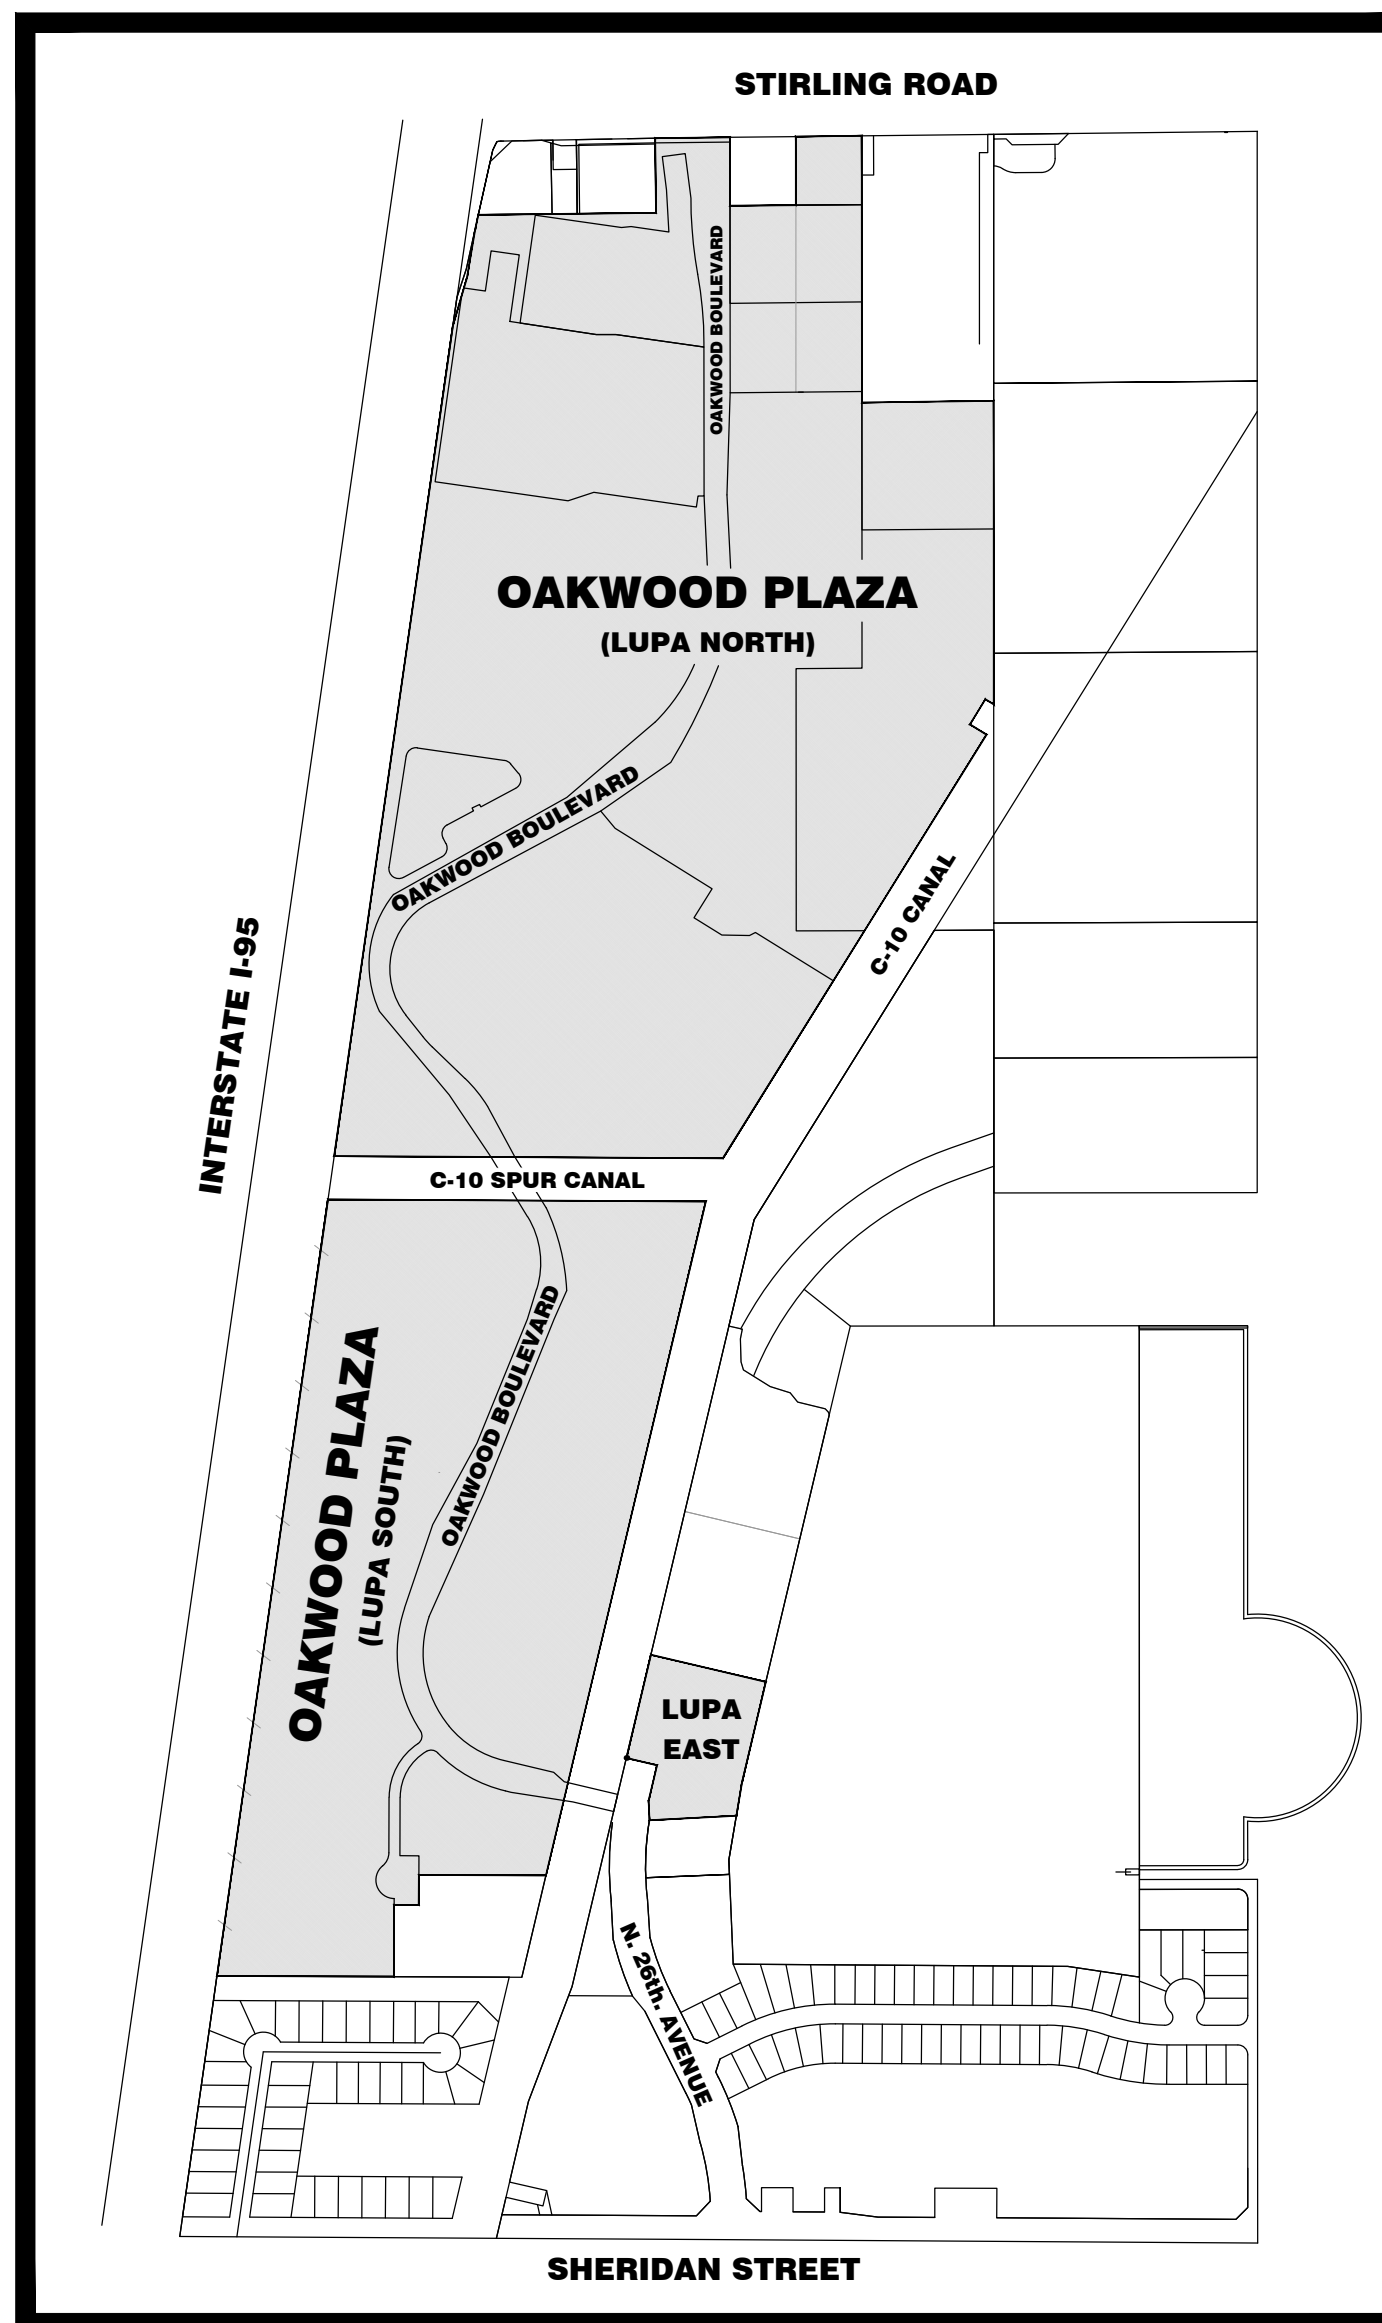 STIRLING ROAD
OAKWOOD BOULEVARD
OAKWOOD PLAZA
(LUPA NORTH)
OAKWOOD BOULEVARD
C-10 CANAL
INTERSTATE I-95
C-10 SPUR CANAL
OAKWOOD BOULEVARD
OAKWOOD PLAZA
(LUPA SOUTH)
LUPA
EAST
N. 26th. AVENUE
SHERIDAN STREET